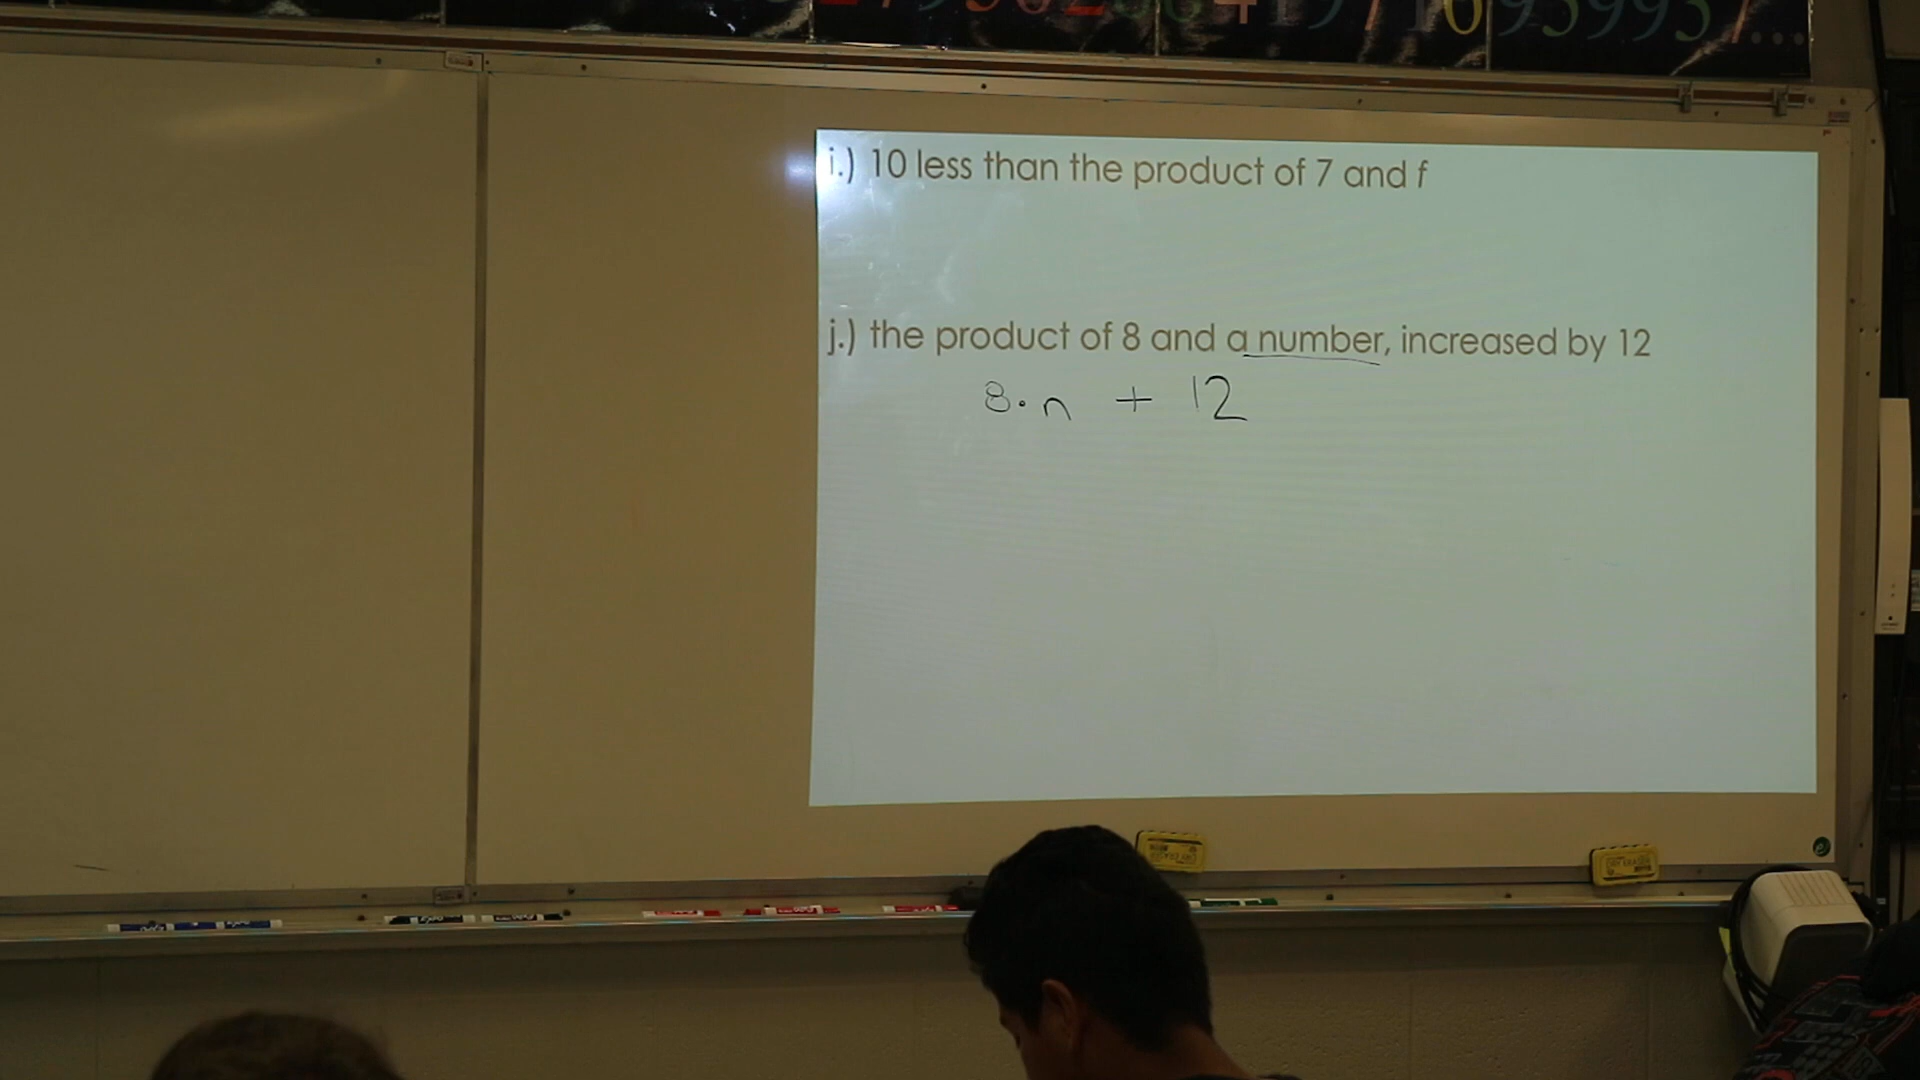 i.) 10 less than the product of 7 and f
j.) the product of 8 and a number, increased by 12
8·n + 12